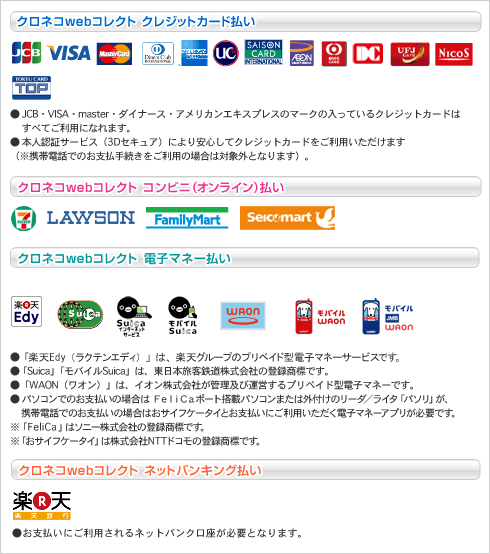 クロネコwebコレクト クレジットカード払い
JCB VISA MasterCard Diners Club INTERNATIONAL UC SAISON CARD INTERNATIONAL AEON DC UFJ Card NICOS
TOKYU CARD
TOP
●JCB・VISA・master・ダイナース・アメリカンエキスプレスのマークの入っているクレジットカードは
すべてご利用になれます。
●本人認証サービス（3Dセキュア）により安心してクレジットカードをご利用いただけます
（※携帯電話でのお支払手続きをご利用の場合は対象外となります）。
クロネコwebコレクト コンビニ（オンライン）払い
LAWSON FamilyMart Seicomart
クロネコwebコレクト 電子マネー払い
楽天 Edy Suica Suica インターネットサービス モバイル Suica WAON モバイル WAON モバイル JMB WAON
●「楽天Edy（ラクテンエディ）」は、楽天グループのプリペイド型電子マネーサービスです。
●「Suica」「モバイルSuica」は、東日本旅客鉄道株式会社の登録商標です。
●「WAON（ワオン）」は、イオン株式会社が管理及び運営するプリペイド型電子マネーです。
●パソコンでのお支払いの場合は FeliCaポート搭載パソコンまたは外付けのリーダ／ライタ「パソリ」が、
携帯電話でのお支払いの場合はおサイフケータイとお支払いにご利用いただく電子マネーアプリが必要です。
※「FeliCa」はソニー株式会社の登録商標です。
※「おサイフケータイ」は株式会社NTTドコモの登録商標です。
クロネコwebコレクト ネットバンキング払い
楽R天
楽天銀行
●お支払いにご利用されるネットバンク口座が必要となります。